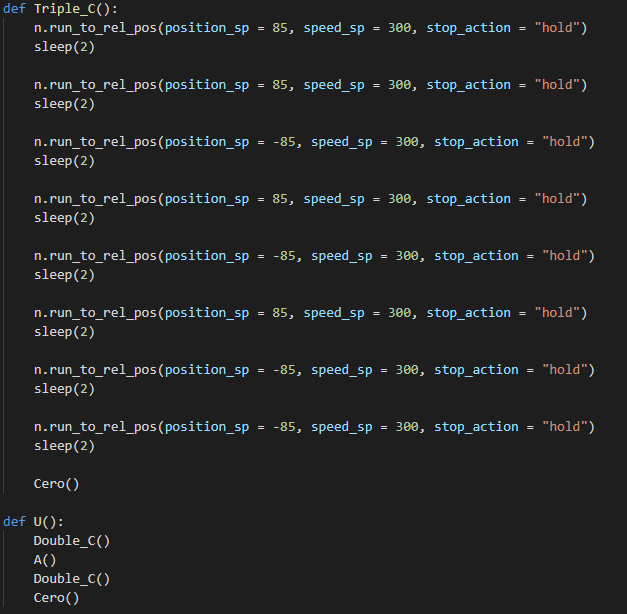 def Triple_C():
    n.run_to_rel_pos(position_sp = 85, speed_sp = 300, stop_action = "hold")
    sleep(2)

    n.run_to_rel_pos(position_sp = 85, speed_sp = 300, stop_action = "hold")
    sleep(2)

    n.run_to_rel_pos(position_sp = -85, speed_sp = 300, stop_action = "hold")
    sleep(2)

    n.run_to_rel_pos(position_sp = 85, speed_sp = 300, stop_action = "hold")
    sleep(2)

    n.run_to_rel_pos(position_sp = -85, speed_sp = 300, stop_action = "hold")
    sleep(2)

    n.run_to_rel_pos(position_sp = 85, speed_sp = 300, stop_action = "hold")
    sleep(2)

    n.run_to_rel_pos(position_sp = -85, speed_sp = 300, stop_action = "hold")
    sleep(2)

    n.run_to_rel_pos(position_sp = -85, speed_sp = 300, stop_action = "hold")
    sleep(2)

    Cero()

def U():
    Double_C()
    A()
    Double_C()
    Cero()